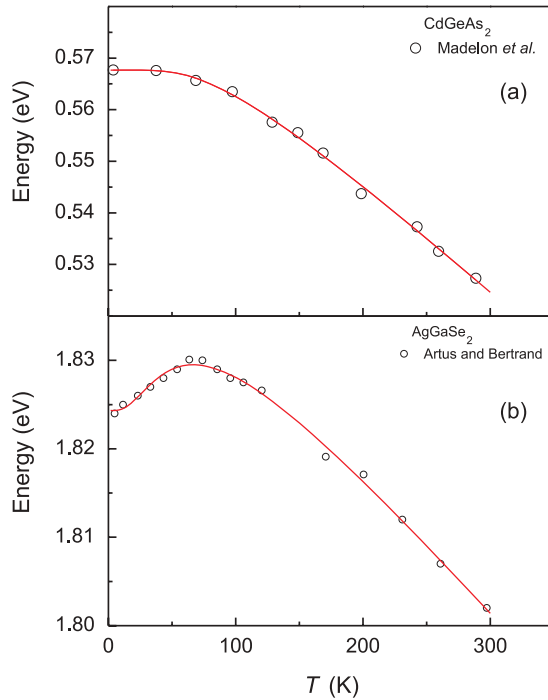 CdGeAs2
Madelon et al.
(a)
0.57
0.56
0.55
0.54
0.53
Energy (eV)
AgGaSe2
Artus and Bertrand
(b)
1.83
1.82
1.81
1.80
Energy (eV)
0 100 200 300
T (K)